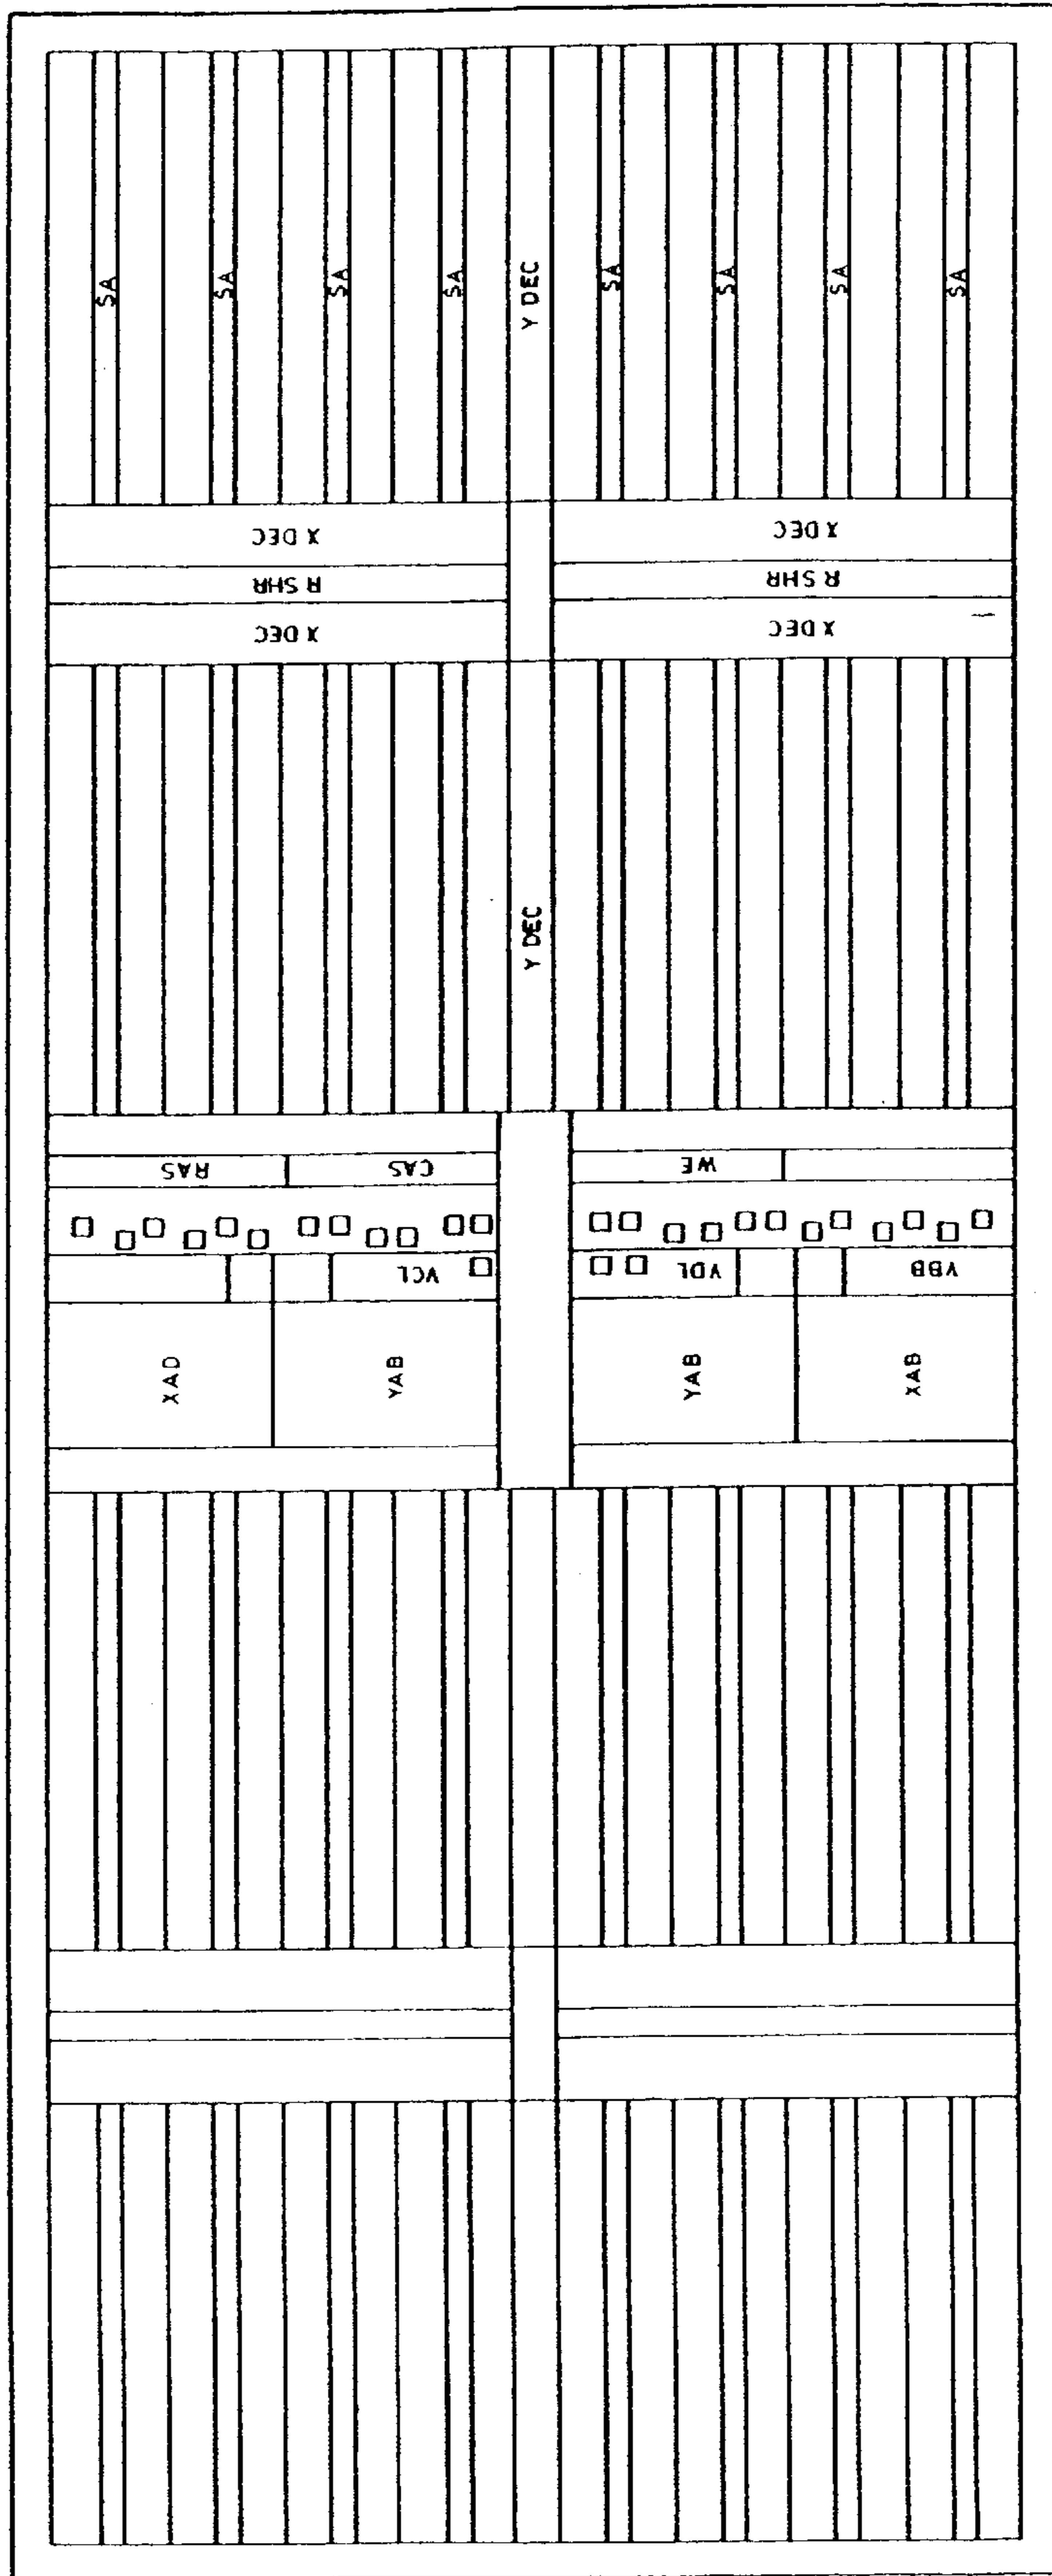 SA SA SA SA Y DEC SA SA SA SA
X DEC X DEC
R SHR R SHR
X DEC X DEC
Y DEC
RAS CAS WE
VCL VDL VBB
XAD YAB YAB XAB